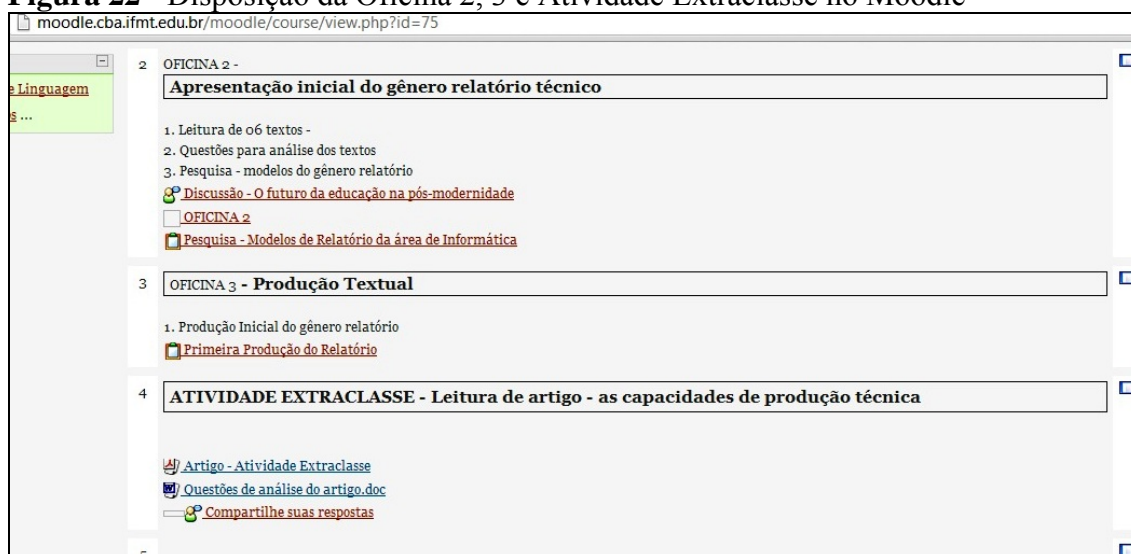 Figura 22 - Disposição da Oficina 2, 3 e Atividade Extraclasse no Moodle
moodle.cba.ifmt.edu.br/moodle/course/view.php?id=75
e Linguagem
s ...
2 OFICINA 2 -
Apresentação inicial do gênero relatório técnico
1. Leitura de 06 textos -
2. Questões para análise dos textos
3. Pesquisa - modelos do gênero relatório
Discussão - O futuro da educação na pós-modernidade
OFICINA 2
Pesquisa - Modelos de Relatório da área de Informática
3 OFICINA 3 - Produção Textual
1. Produção Inicial do gênero relatório
Primeira Produção do Relatório
4 ATIVIDADE EXTRACLASSE - Leitura de artigo - as capacidades de produção técnica
Artigo - Atividade Extraclasse
Questões de análise do artigo.doc
Compartilhe suas respostas